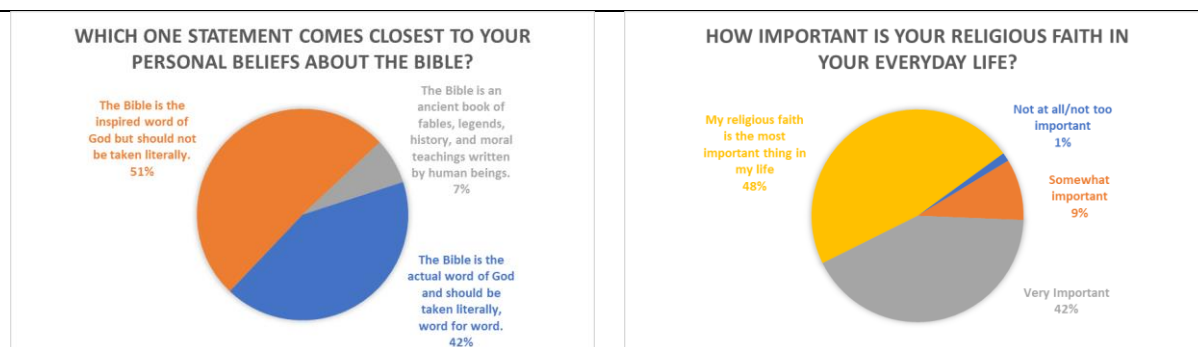 WHICH ONE STATEMENT COMES CLOSEST TO YOUR
PERSONAL BELIEFS ABOUT THE BIBLE?
The Bible is the
inspired word of
God but should not
be taken literally.
51%
The Bible is an
ancient book of
fables, legends,
history, and moral
teachings written
by human beings.
7%
The Bible is the
actual word of God
and should be
taken literally,
word for word.
42%
HOW IMPORTANT IS YOUR RELIGIOUS FAITH IN
YOUR EVERYDAY LIFE?
My religious faith
is the most
important thing in
my life
48%
Not at all/not too
important
1%
Somewhat
important
9%
Very Important
42%